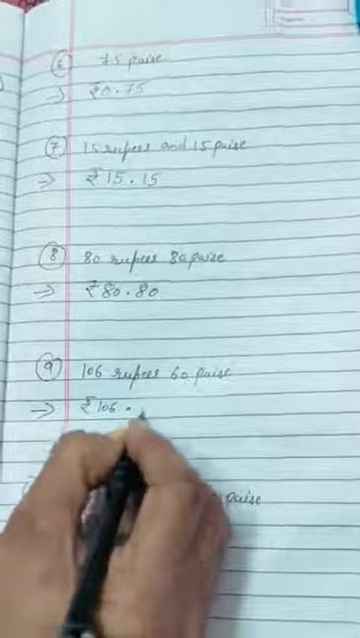 6 75 paise
⇒ ₹0.75
7 15 rupees and 15 paise
⇒ ₹15.15
8 80 rupees 80 paise
⇒ ₹80.80
9 106 rupees 60 paise
⇒ ₹106.
paise